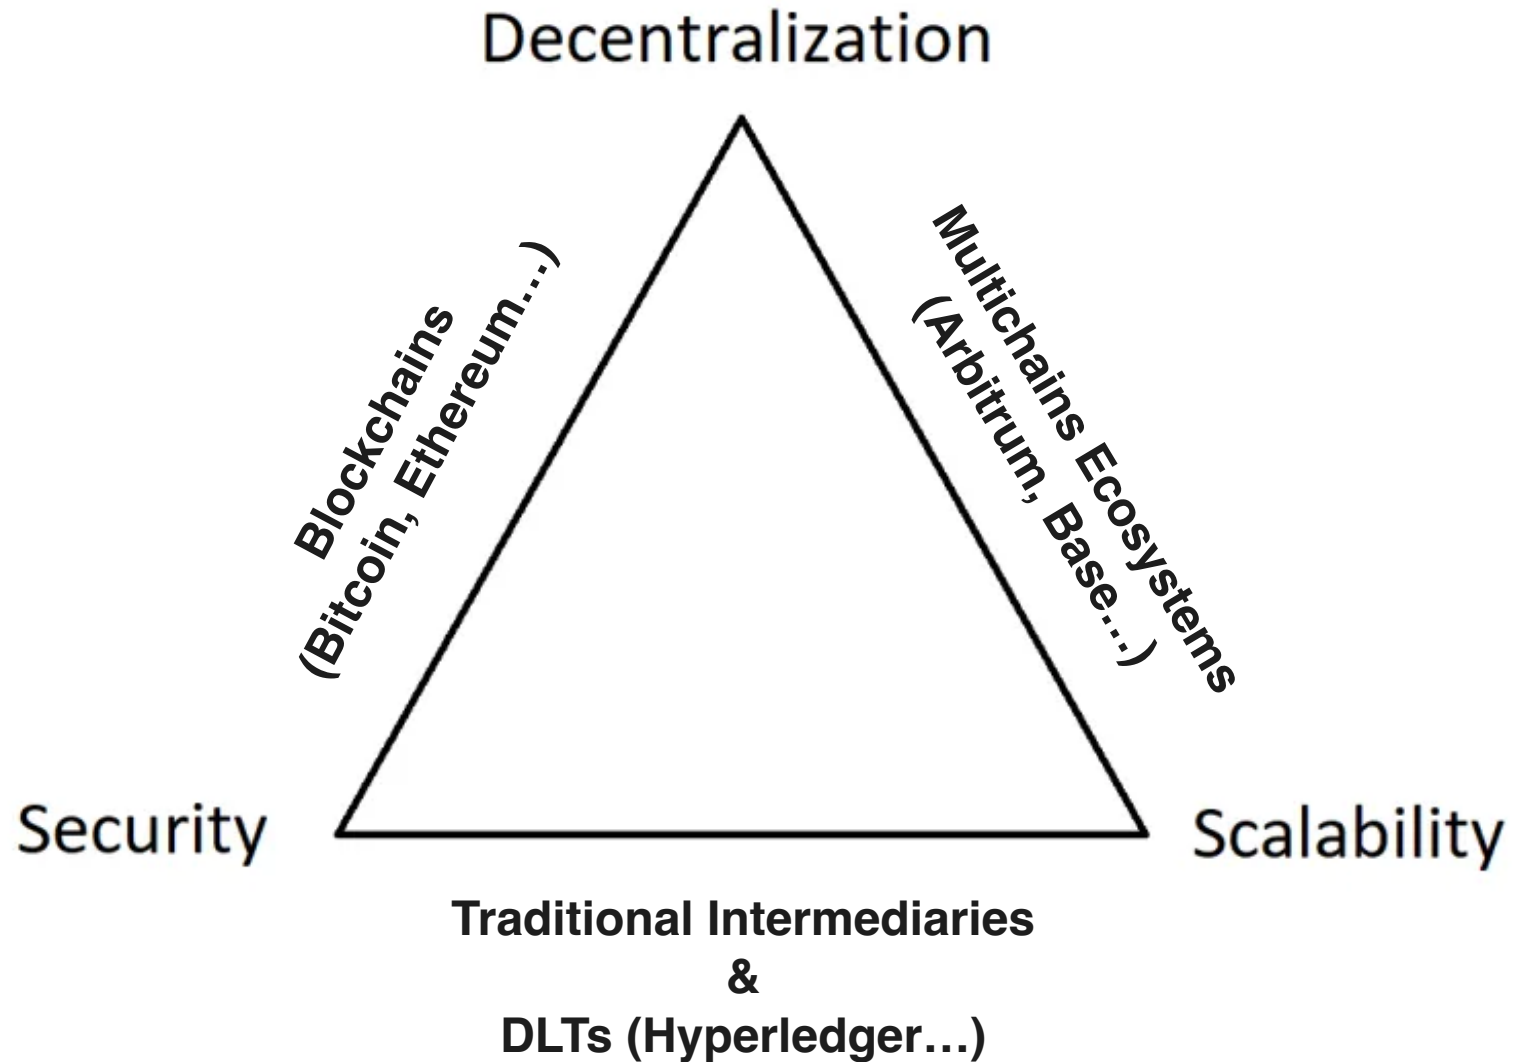 Decentralization
Blockchains
(Bitcoin, Ethereum…)
Multichains Ecosystems
(Arbitrum, Base…)
Security
Scalability
Traditional Intermediaries
&
DLTs (Hyperledger…)